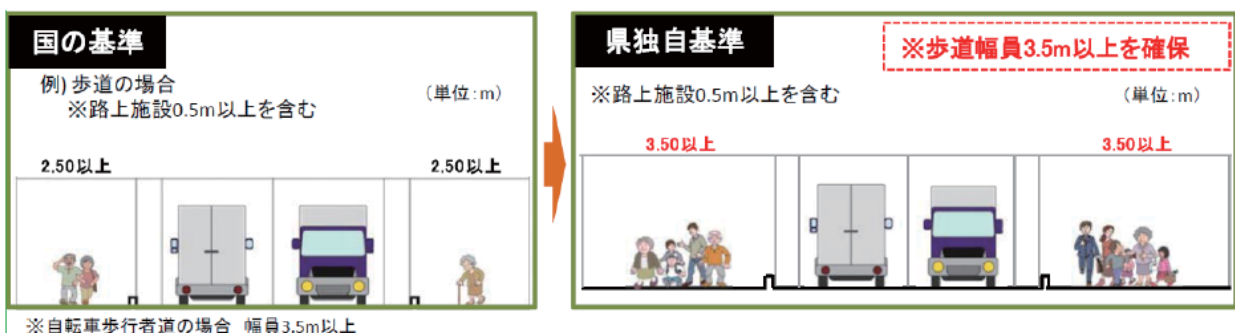 国の基準
例) 歩道の場合
※路上施設0.5m以上を含む
(単位:m)
2.50以上
2.50以上
※自転車歩行者道の場合 幅員3.5m以上
県独自基準
※歩道幅員3.5m以上を確保
※路上施設0.5m以上を含む
(単位:m)
3.50以上
3.50以上